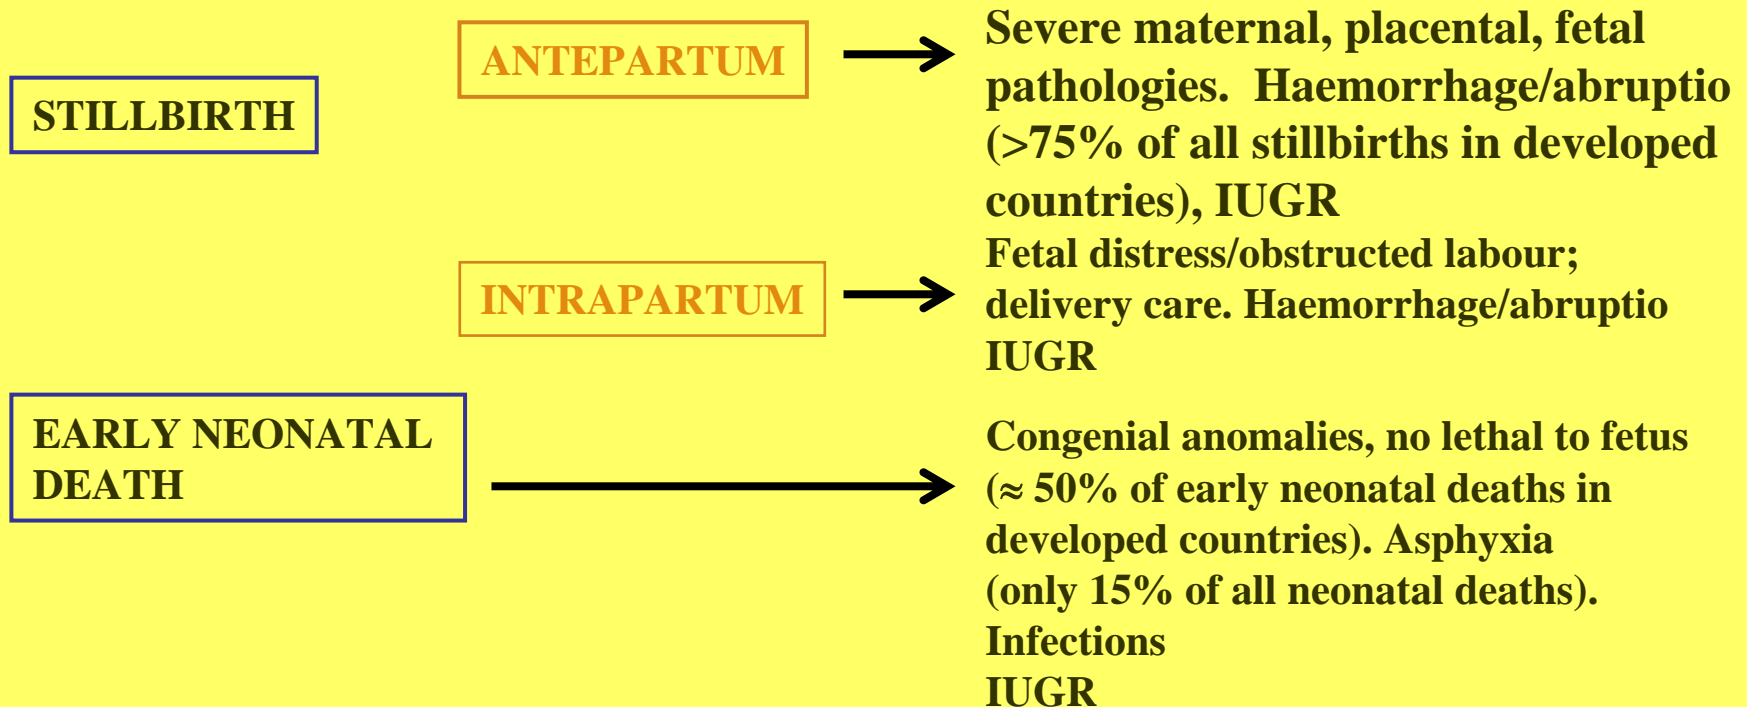 STILLBIRTH
ANTEPARTUM
Severe maternal, placental, fetal
pathologies. Haemorrhage/abruptio
(>75% of all stillbirths in developed
countries), IUGR
INTRAPARTUM
Fetal distress/obstructed labour;
delivery care. Haemorrhage/abruptio
IUGR
EARLY NEONATAL
DEATH
Congenial anomalies, no lethal to fetus
(≈ 50% of early neonatal deaths in
developed countries). Asphyxia
(only 15% of all neonatal deaths).
Infections
IUGR